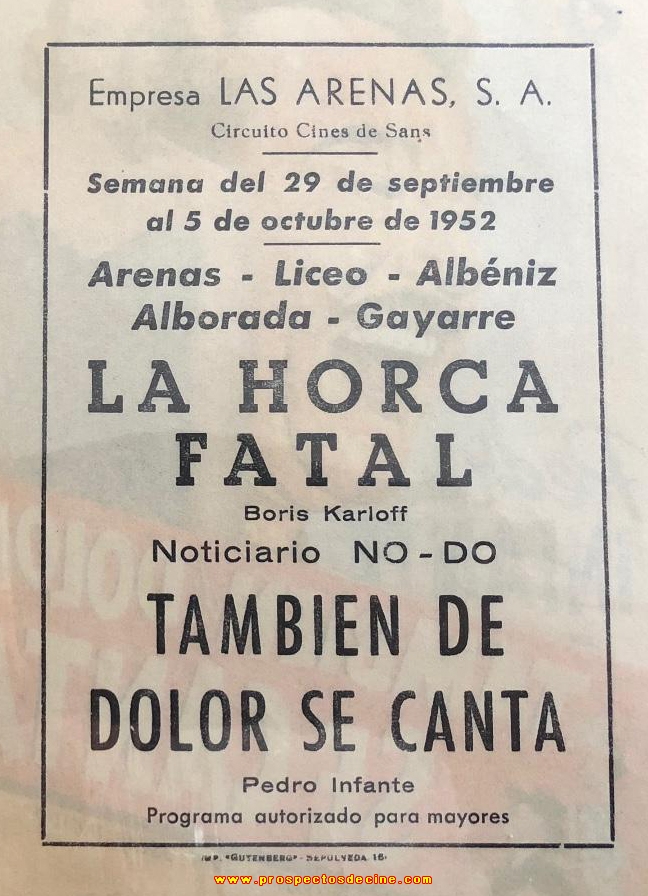 Empresa LAS ARENAS, S. A.
Circuito Cines de Sans
Semana del 29 de septiembre
al 5 de octubre de 1952
Arenas - Liceo - Albéniz
Alborada - Gayarre
LA HORCA
FATAL
Boris Karloff
Noticiario NO-DO
TAMBIEN DE
DOLOR SE CANTA
Pedro Infante
Programa autorizado para mayores
IMP. "GUTENBERG" - SEPULVEDA 16
www.prospectosdecine.com